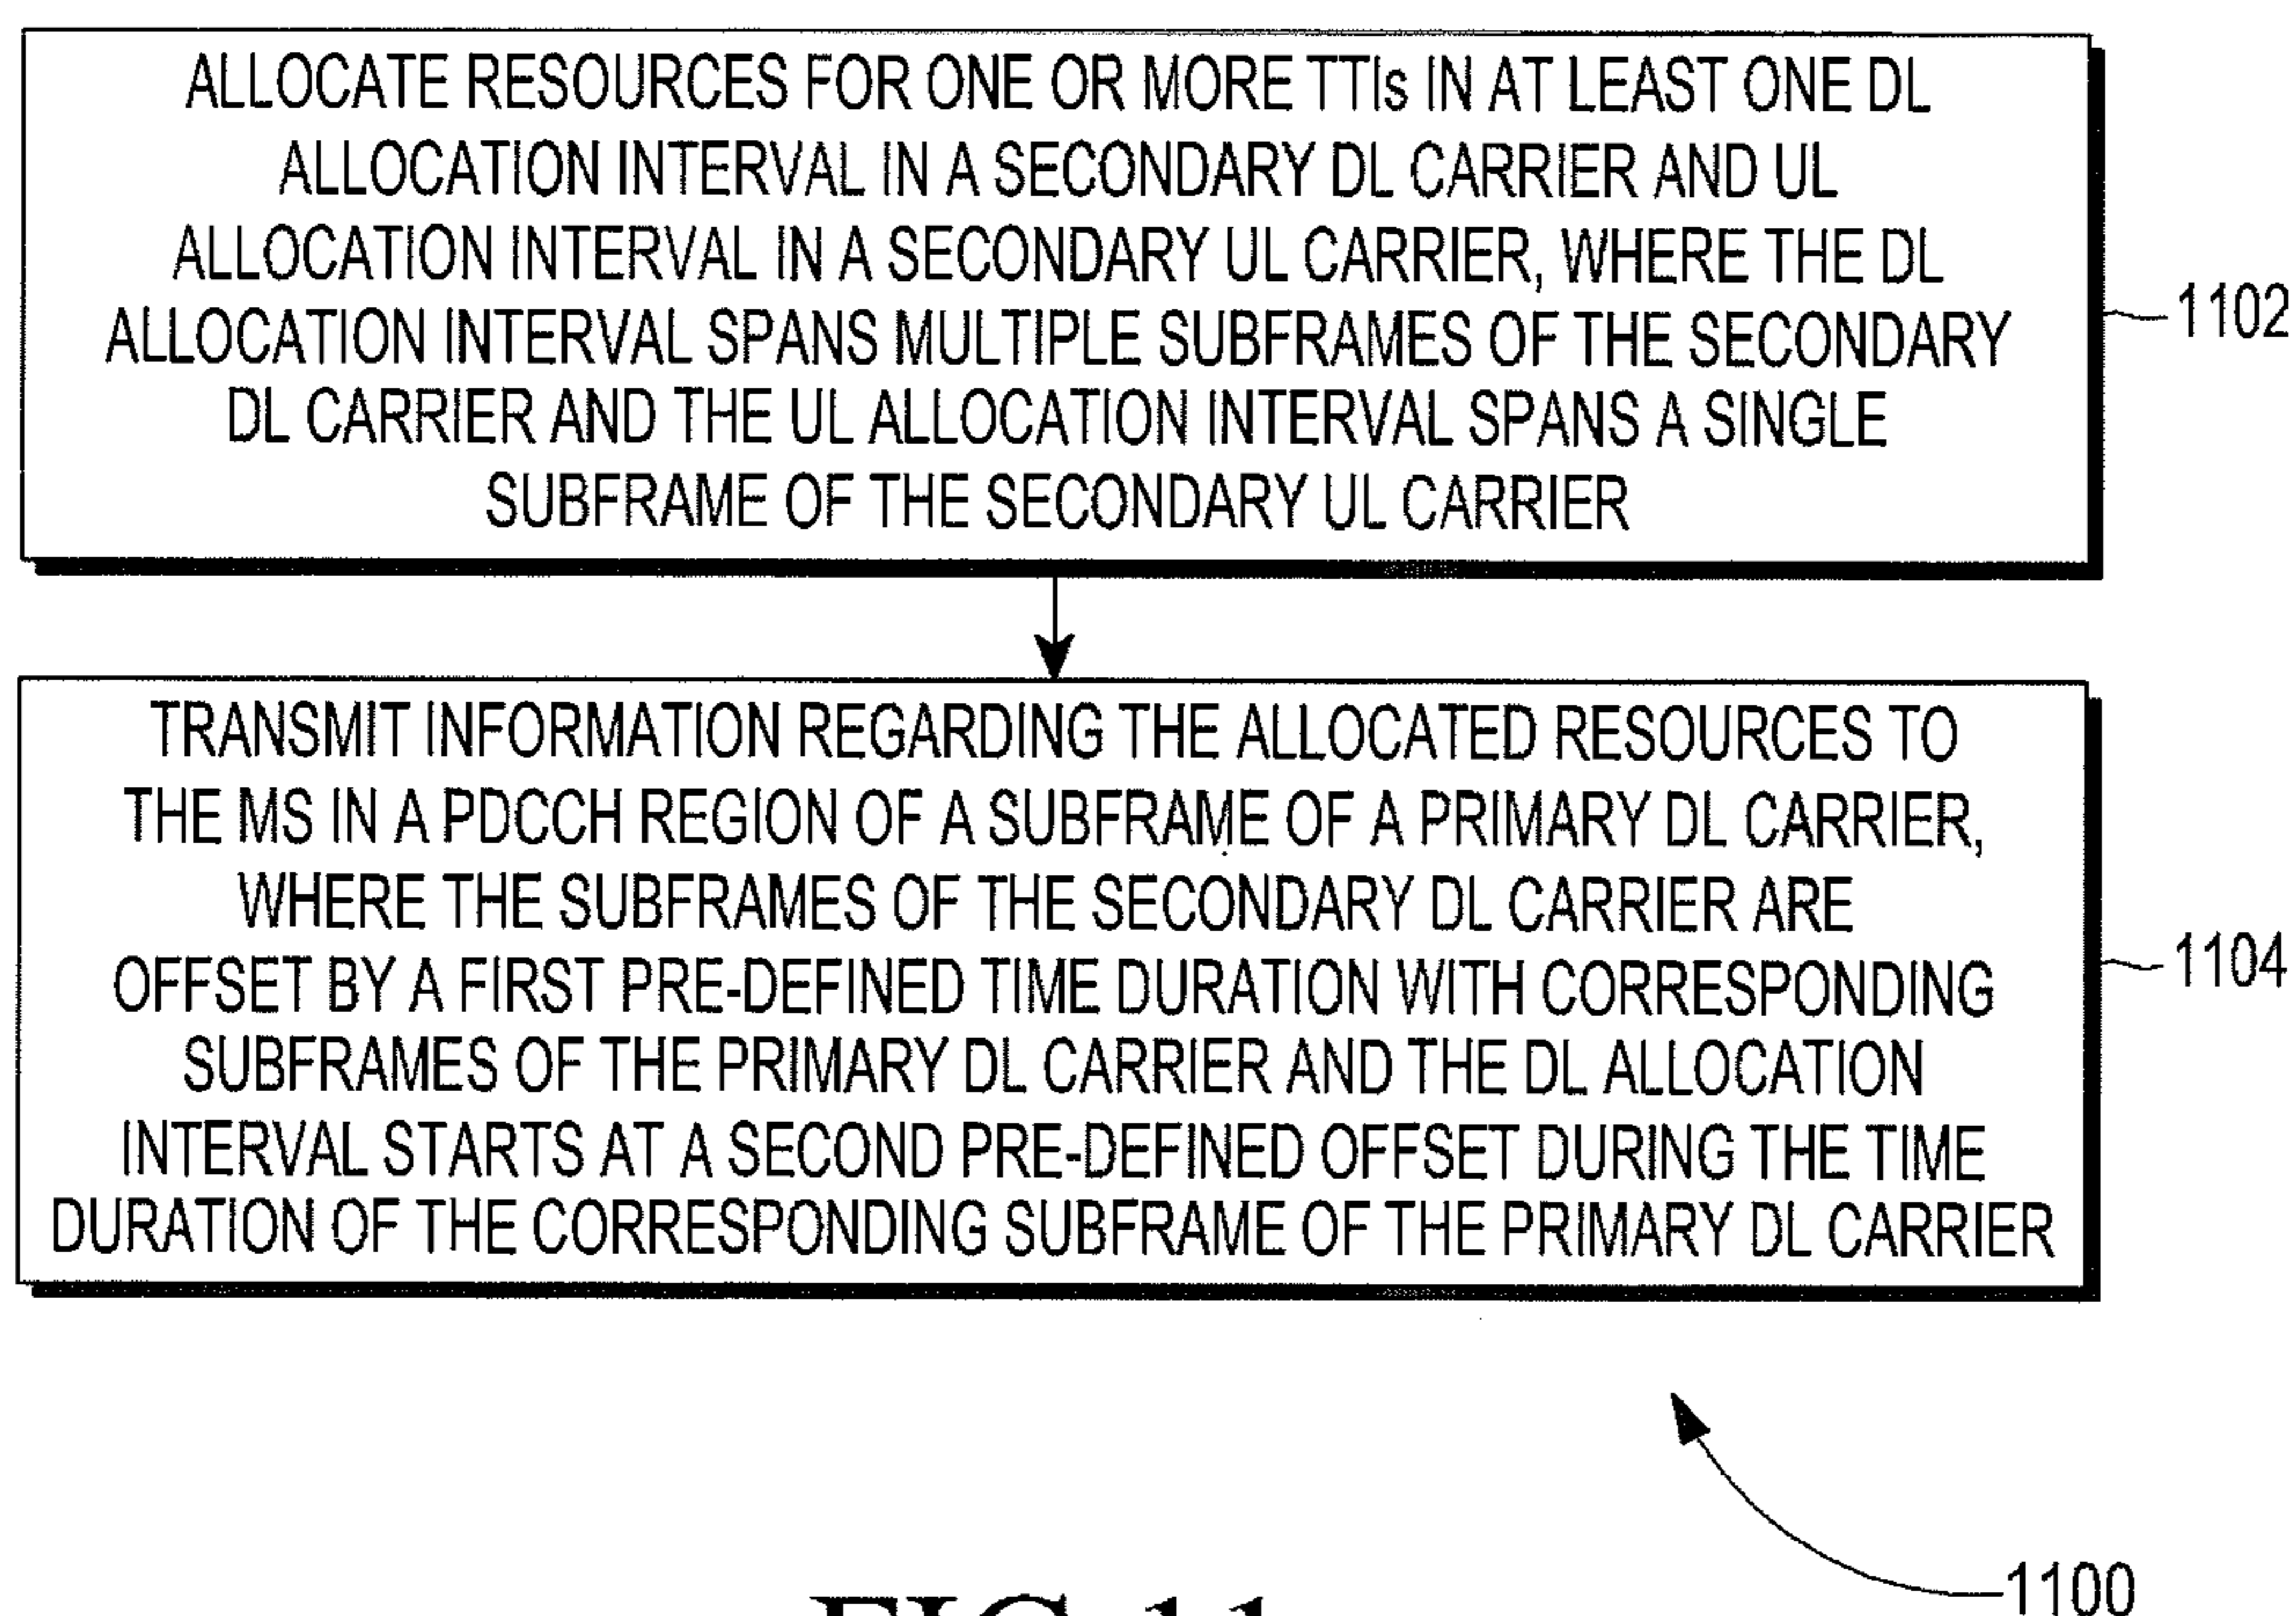 ALLOCATE RESOURCES FOR ONE OR MORE TTIs IN AT LEAST ONE DL
ALLOCATION INTERVAL IN A SECONDARY DL CARRIER AND UL
ALLOCATION INTERVAL IN A SECONDARY UL CARRIER, WHERE THE DL
ALLOCATION INTERVAL SPANS MULTIPLE SUBFRAMES OF THE SECONDARY
DL CARRIER AND THE UL ALLOCATION INTERVAL SPANS A SINGLE
SUBFRAME OF THE SECONDARY UL CARRIER
1102
TRANSMIT INFORMATION REGARDING THE ALLOCATED RESOURCES TO
THE MS IN A PDCCH REGION OF A SUBFRAME OF A PRIMARY DL CARRIER,
WHERE THE SUBFRAMES OF THE SECONDARY DL CARRIER ARE
OFFSET BY A FIRST PRE-DEFINED TIME DURATION WITH CORRESPONDING
SUBFRAMES OF THE PRIMARY DL CARRIER AND THE DL ALLOCATION
INTERVAL STARTS AT A SECOND PRE-DEFINED OFFSET DURING THE TIME
DURATION OF THE CORRESPONDING SUBFRAME OF THE PRIMARY DL CARRIER
1104
1100
FIG. 11